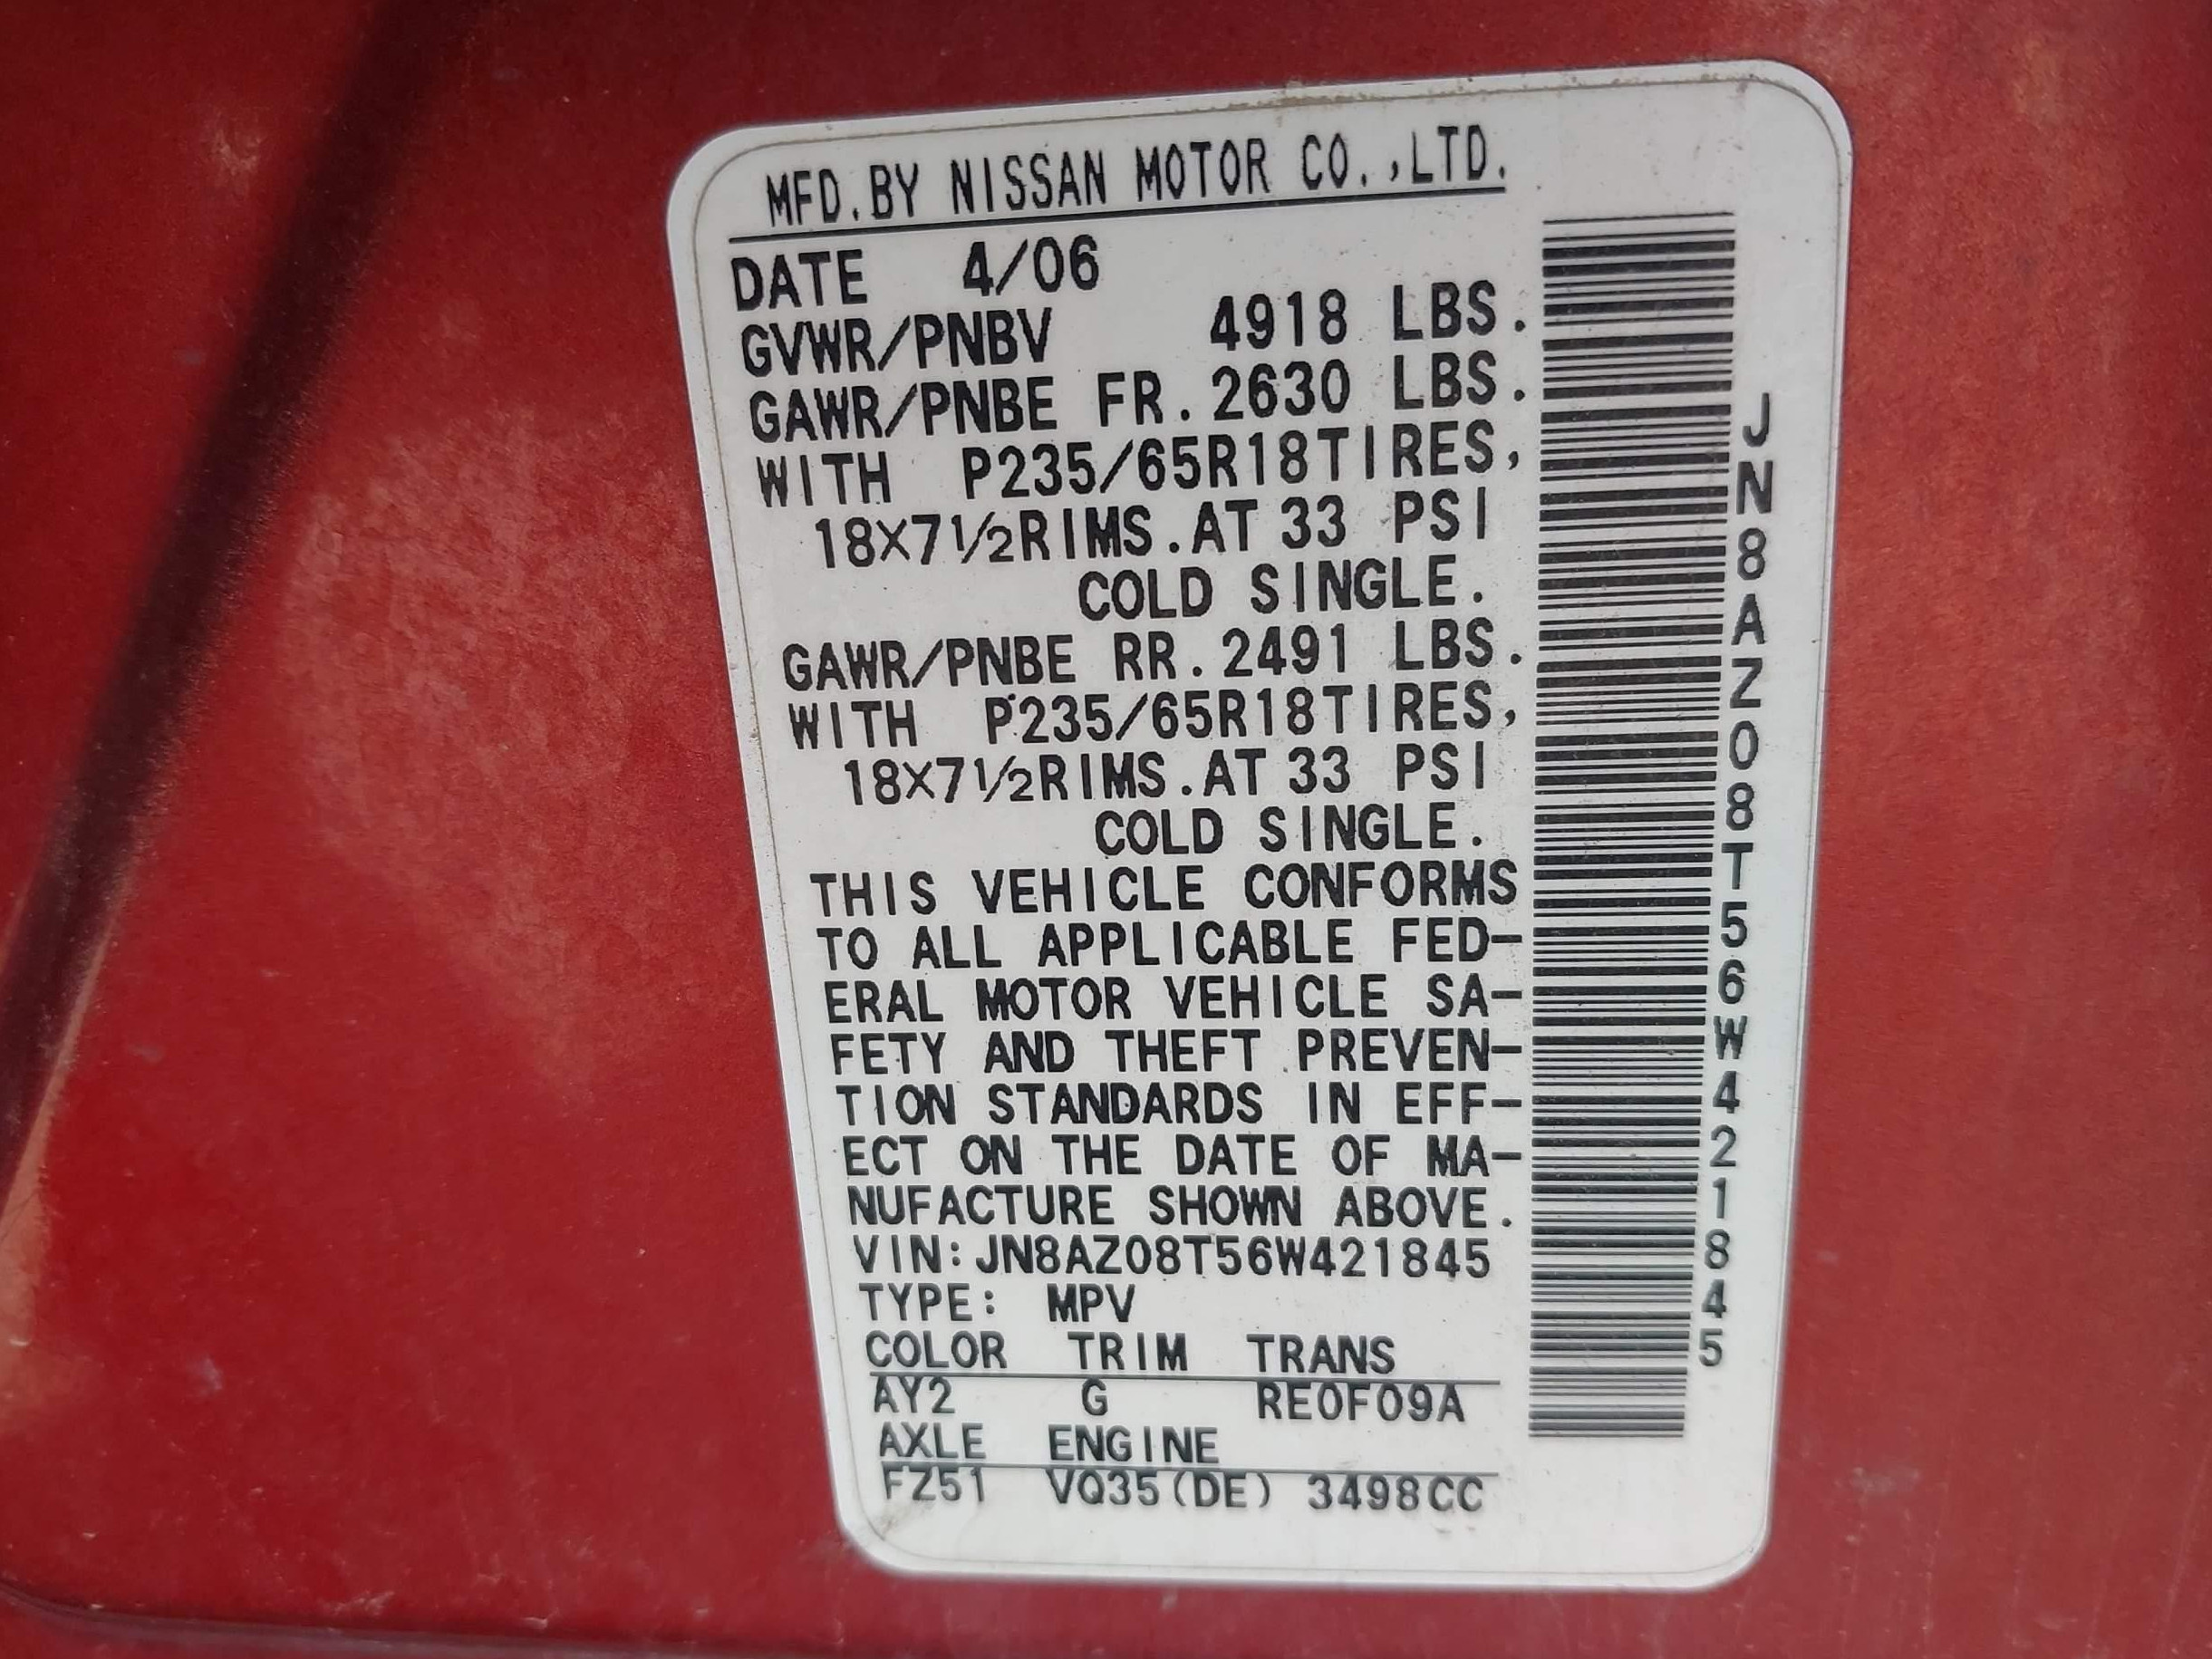 MFD.BY NISSAN MOTOR CO.,LTD.
DATE 4/06
GVWR/PNBV 4918 LBS.
GAWR/PNBE FR.2630 LBS.
WITH P235/65R18TIRES,
18X7½RIMS.AT 33 PSI
COLD SINGLE.
GAWR/PNBE RR.2491 LBS.
WITH P235/65R18TIRES,
18X7½RIMS.AT 33 PSI
COLD SINGLE.
THIS VEHICLE CONFORMS
TO ALL APPLICABLE FED-
ERAL MOTOR VEHICLE SA-
FETY AND THEFT PREVEN-
TION STANDARDS IN EFF-
ECT ON THE DATE OF MA-
NUFACTURE SHOWN ABOVE.
VIN:JN8AZ08T56W421845
TYPE: MPV
COLOR TRIM TRANS
AY2 G RE0F09A
AXLE ENGINE
FZ51 VQ35(DE) 3498CC
JN8AZ08T56W421845